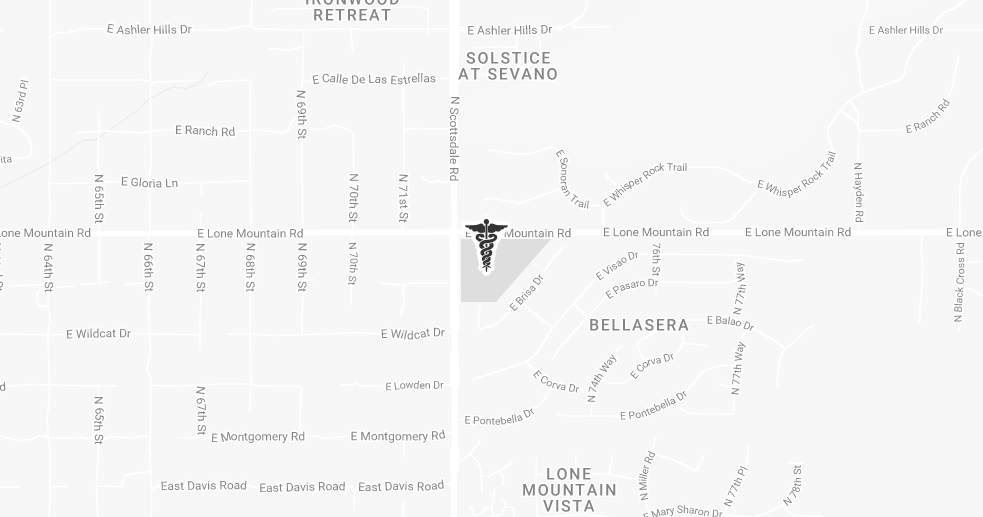 IRONWOOD
RETREAT
E Ashler Hills Dr
E Ashler Hills Dr
E Ashler Hills Dr
SOLSTICE
AT SEVANO
E Calle De Las Estrellas
N 63rd Pl
N 69th St
N Scottsdale Rd
E Ranch Rd
E Ranch Rd
ita
E Gloria Ln
N 65th St
N 70th St
N 71st St
E Sonoran Trail
E Whisper Rock Trail
E Whisper Rock Trail
N Hayden Rd
one Mountain Rd
E Lone Mountain Rd
E
Mountain Rd
E Lone Mountain Rd
E Lone Mountain Rd
E Lone
N 64th St
N 66th St
N 67th St
N 68th St
N 70th St
76th St
E Visao Dr
E Pasaro Dr
N 77th Way
N Black Cross Rd
E Brisa Dr
E Wildcat Dr
E Wildcat Dr
BELLASERA
E Balao Dr
E Lowden Dr
E Corva Dr
N 74th Way
E Corva Dr
N 77th Way
d
N 65th St
N 67th St
E Pontebella Dr
E Pontebella Dr
E Montgomery Rd
E Montgomery Rd
East Davis Road
East Davis Road
East Davis Road
LONE
MOUNTAIN
VISTA
N Miller Rd
N 77th Pl
N 78th St
E Mary Sharon Dr